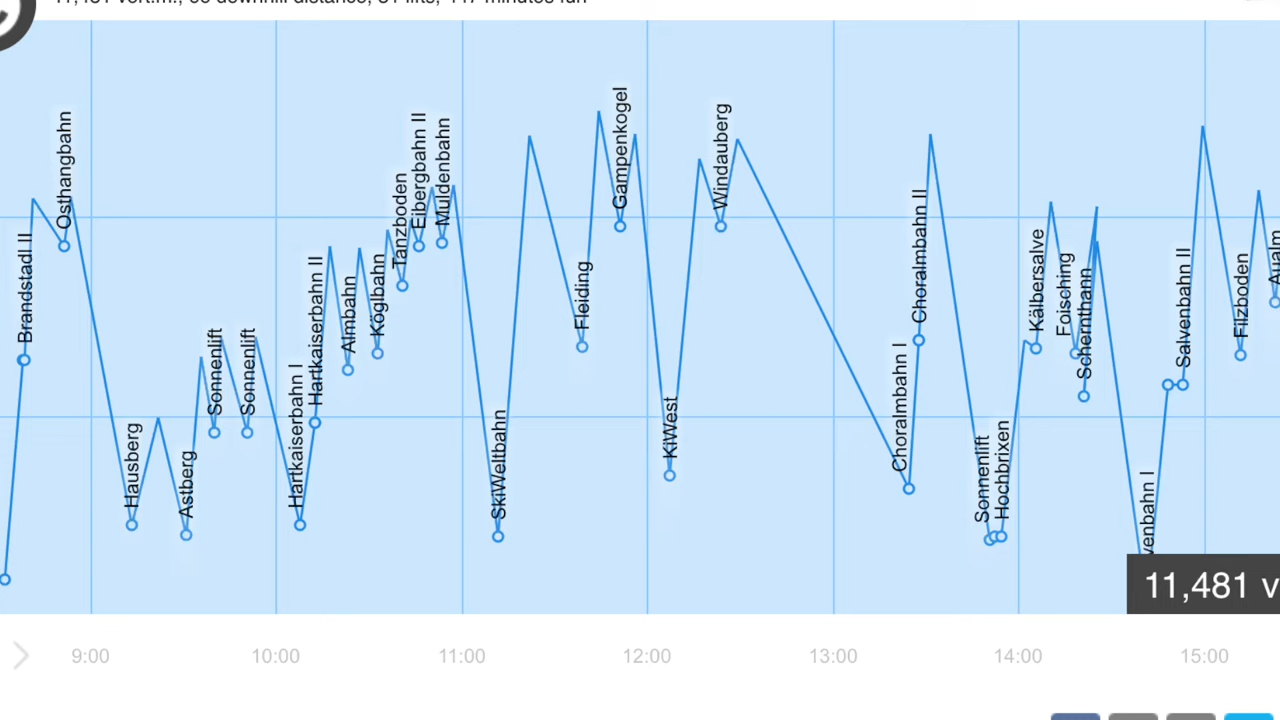 Brandstadl II
Osthangbahn
Hausberg
Astberg
Sonnenlift
Sonnenlift
Hartkaiserbahn I
Hartkaiserbahn II
Almbahn
Köglbahn
Tanzboden
Eibergbahn II
Muldenbahn
SkiWeltbahn
Fleiding
Gampenkogel
KiWest
Windauberg
Choralmbahn I
Choralmbahn II
Sonnenlift
Hochbrixen
Kälbersalve
Foisching
Schernthann
venbahn I
Salvenbahn II
Filzboden
11,481 v
9:00 10:00 11:00 12:00 13:00 14:00 15:00